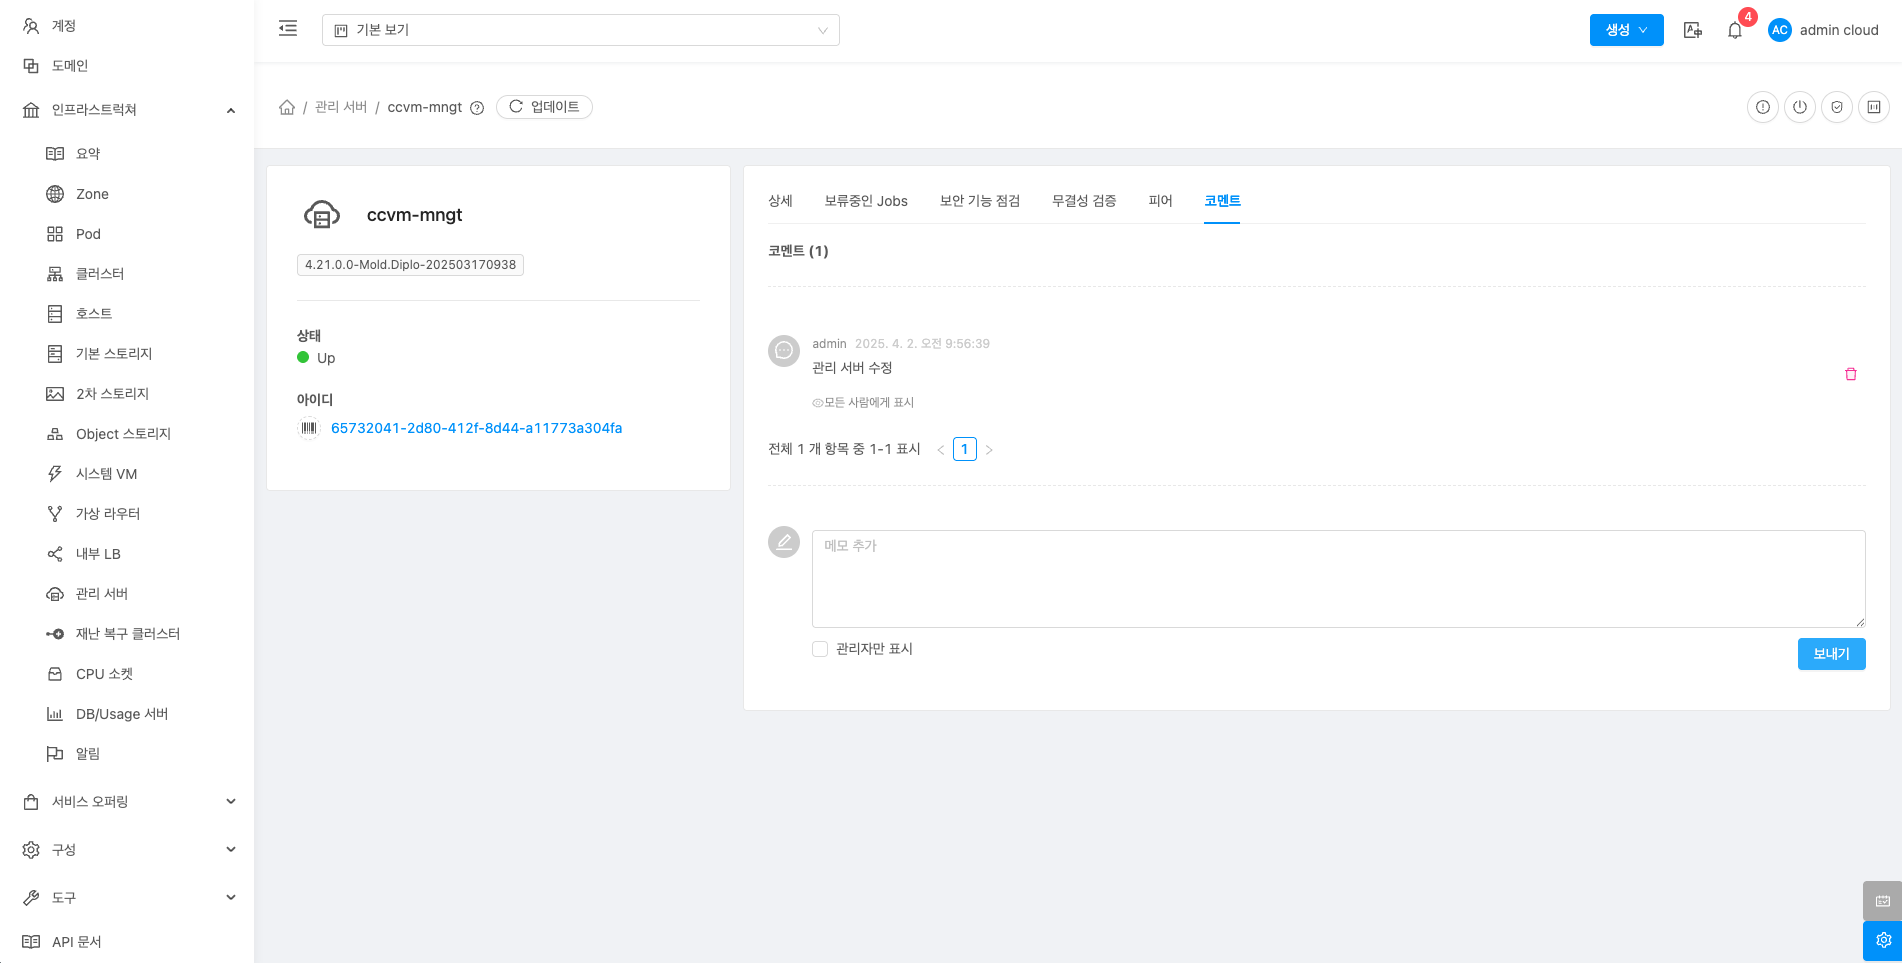 계정
도메인
인프라스트럭쳐
요약
Zone
Pod
클러스터
호스트
기본 스토리지
2차 스토리지
Object 스토리지
시스템 VM
가상 라우터
내부 LB
관리 서버
재난 복구 클러스터
CPU 소켓
DB/Usage 서버
알림
서비스 오퍼링
구성
도구
API 문서
기본 보기
생성
4
AC admin cloud
/ 관리 서버 / ccvm-mngt 업데이트
ccvm-mngt
4.21.0.0-Mold.Diplo-202503170938
상태
Up
아이디
65732041-2d80-412f-8d44-a11773a304fa
상세 보류중인 Jobs 보안 기능 점검 무결성 검증 피어 코멘트
코멘트 (1)
admin 2025. 4. 2. 오전 9:56:39
관리 서버 수정
모든 사람에게 표시
전체 1 개 항목 중 1-1 표시 < 1 >
메모 추가
관리자만 표시
보내기